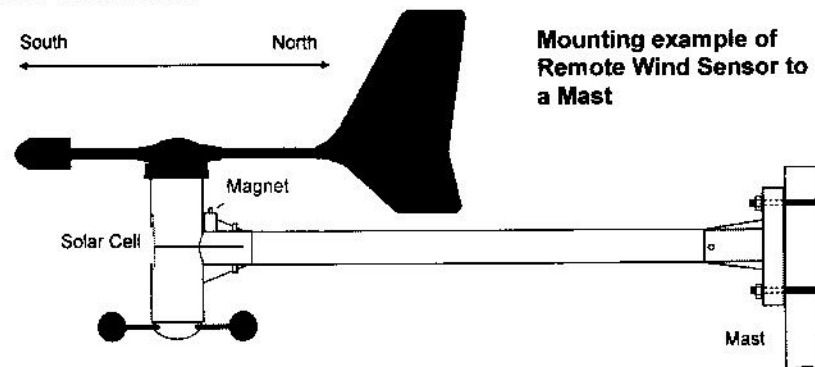 South
North
Mounting example of
Remote Wind Sensor to
a Mast
Magnet
Solar Cell
Mast